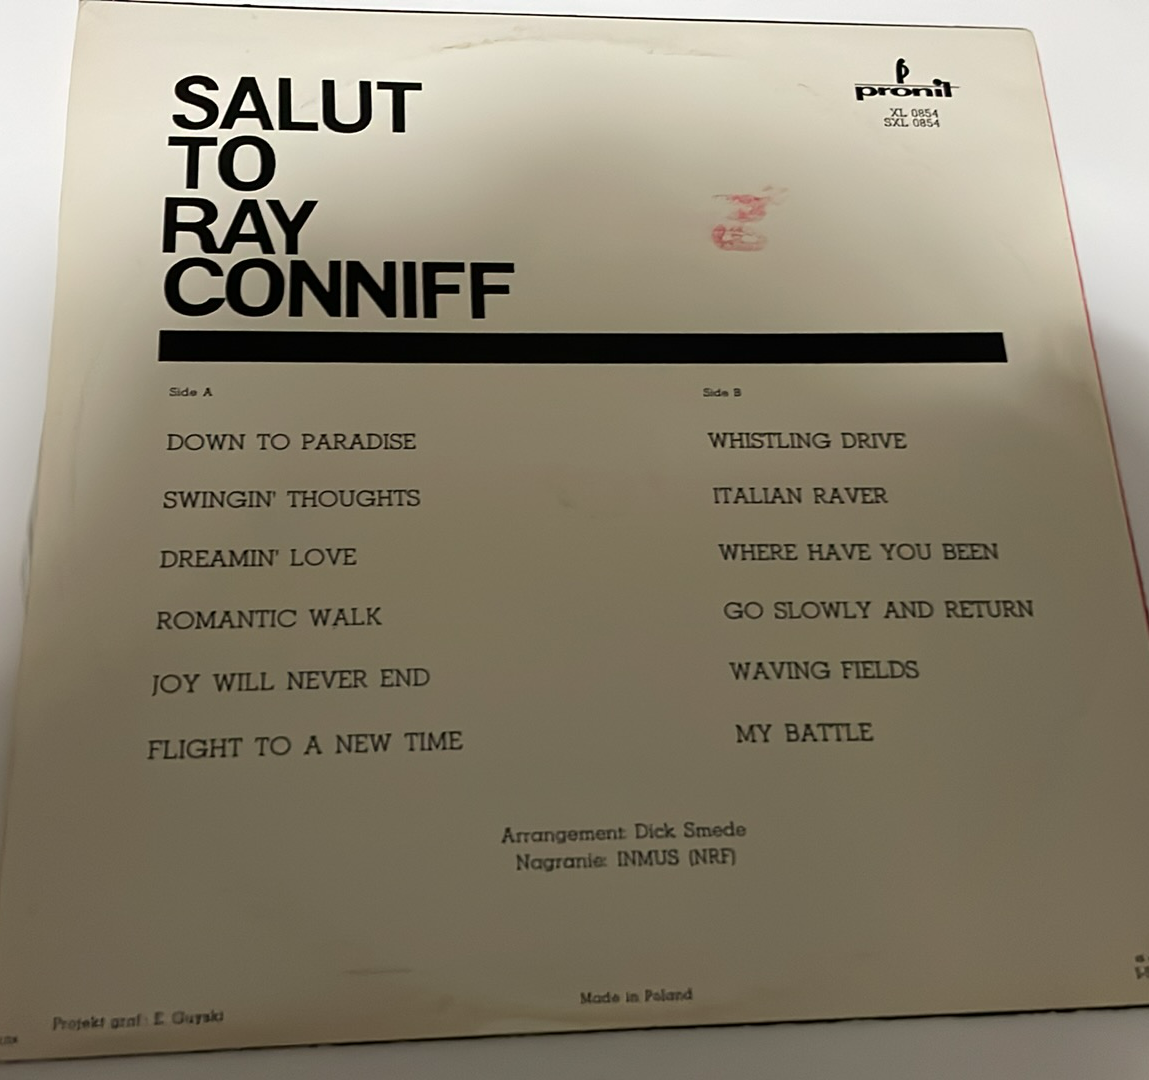 SALUT
TO
RAY
CONNIFF
pronit
XL 0854
SXL 0854
Side A
DOWN TO PARADISE
SWINGIN' THOUGHTS
DREAMIN' LOVE
ROMANTIC WALK
JOY WILL NEVER END
FLIGHT TO A NEW TIME
Side B
WHISTLING DRIVE
ITALIAN RAVER
WHERE HAVE YOU BEEN
GO SLOWLY AND RETURN
WAVING FIELDS
MY BATTLE
Arrangement: Dick Smede
Nagranie: INMUS (NRF)
Made in Poland
Projekt graf: E.